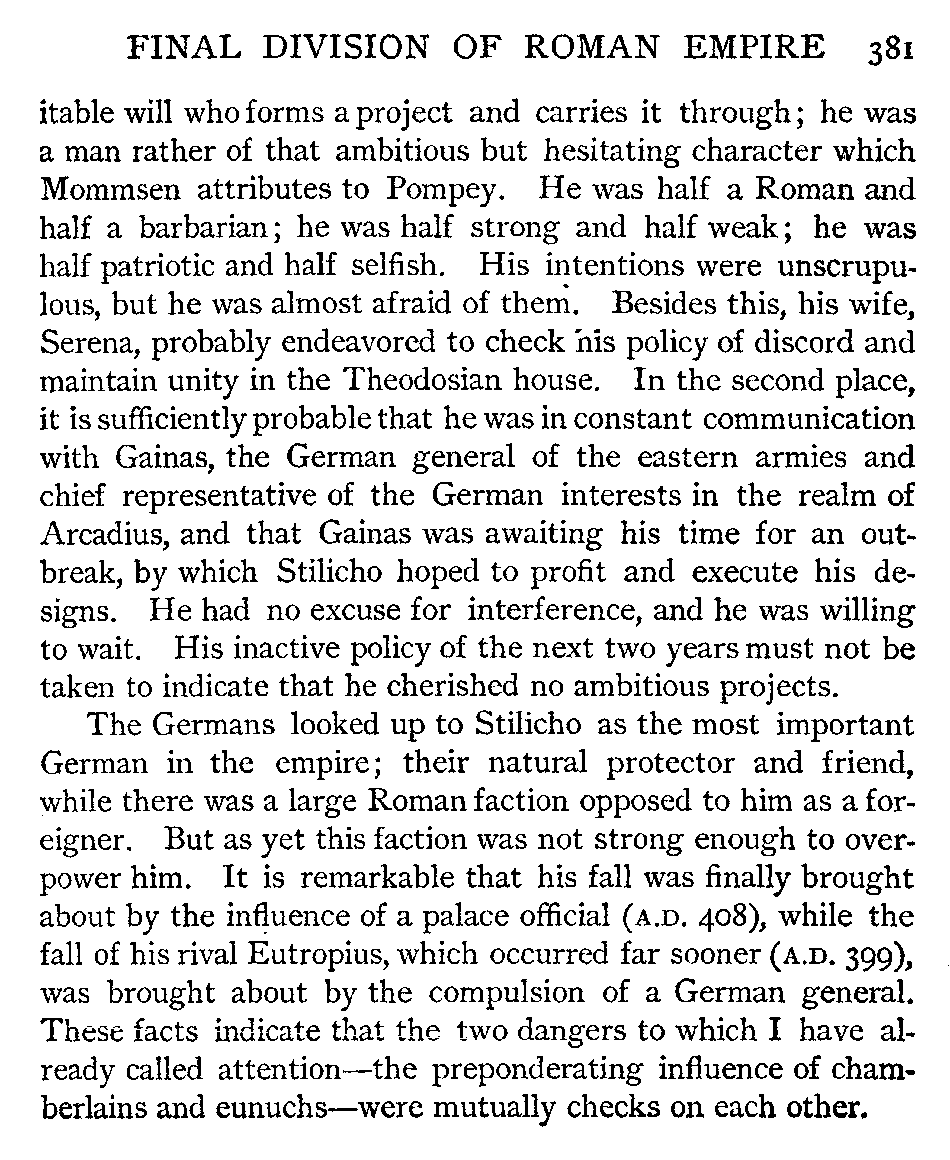 FINAL DIVISION OF ROMAN EMPIRE 381
itable will who forms a project and carries it through; he was
a man rather of that ambitious but hesitating character which
Mommsen attributes to Pompey. He was half a Roman and
half a barbarian; he was half strong and half weak; he was
half patriotic and half selfish. His intentions were unscrupu-
lous, but he was almost afraid of them. Besides this, his wife,
Serena, probably endeavored to check his policy of discord and
maintain unity in the Theodosian house. In the second place,
it is sufficiently probable that he was in constant communication
with Gainas, the German general of the eastern armies and
chief representative of the German interests in the realm of
Arcadius, and that Gainas was awaiting his time for an out-
break, by which Stilicho hoped to profit and execute his de-
signs. He had no excuse for interference, and he was willing
to wait. His inactive policy of the next two years must not be
taken to indicate that he cherished no ambitious projects.
The Germans looked up to Stilicho as the most important
German in the empire; their natural protector and friend,
while there was a large Roman faction opposed to him as a for-
eigner. But as yet this faction was not strong enough to over-
power him. It is remarkable that his fall was finally brought
about by the influence of a palace official (A.D. 408), while the
fall of his rival Eutropius, which occurred far sooner (A.D. 399),
was brought about by the compulsion of a German general.
These facts indicate that the two dangers to which I have al-
ready called attention—the preponderating influence of cham-
berlains and eunuchs—were mutually checks on each other.